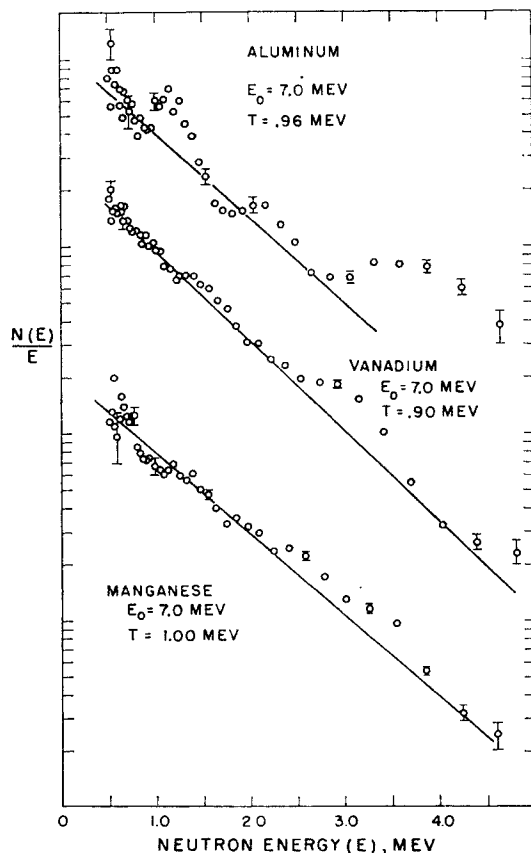 ALUMINUM
E₀ = 7.0 MEV
T = .96 MEV
N(E)
E
VANADIUM
E₀ = 7.0 MEV
T = .90 MEV
MANGANESE
E₀ = 7.0 MEV
T = 1.00 MEV
0 1.0 2.0 3.0 4.0
NEUTRON ENERGY (E), MEV